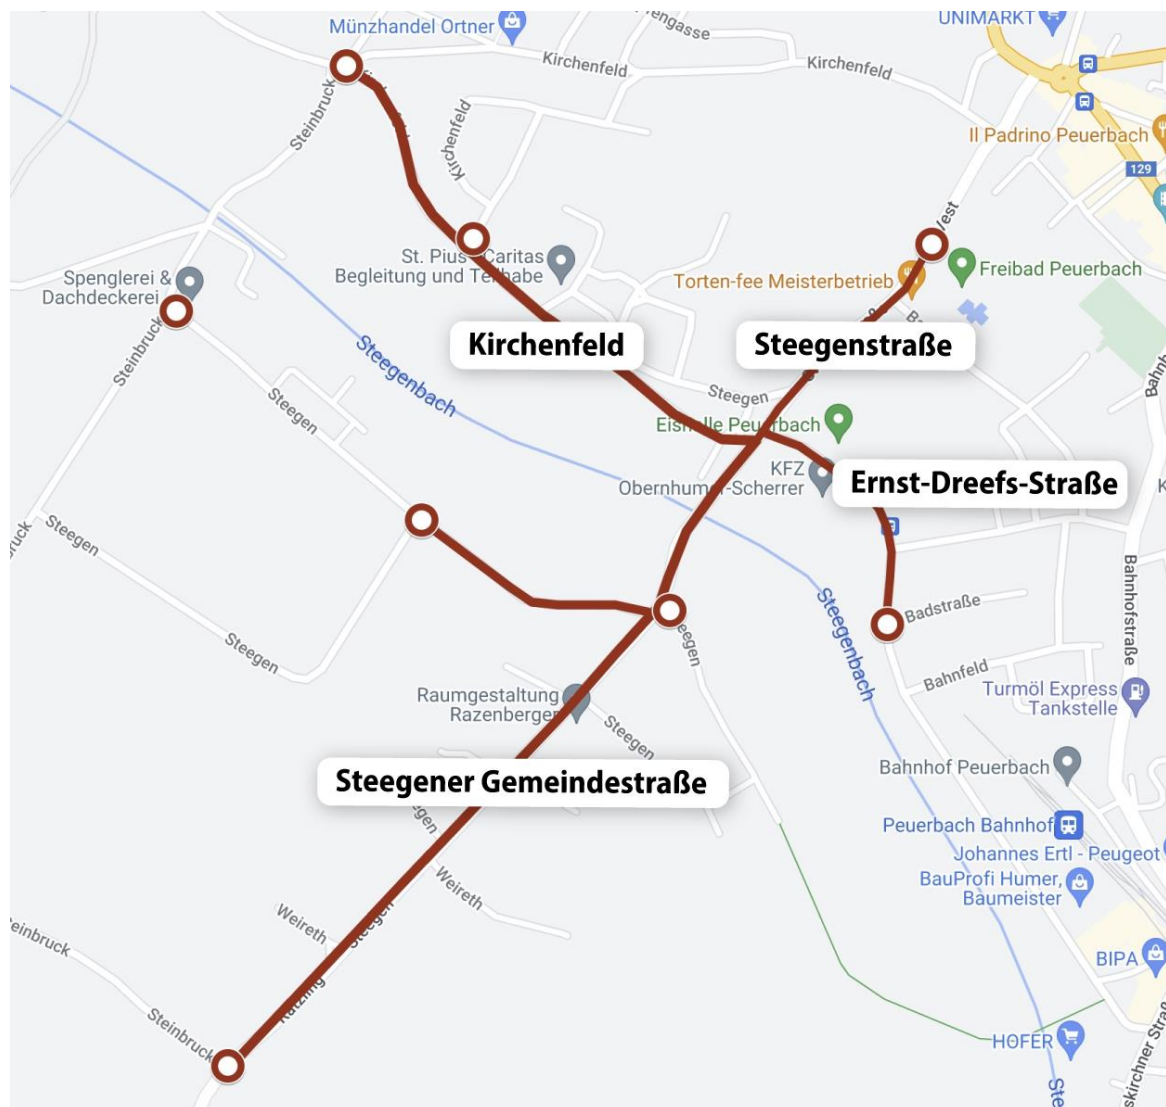 Münzhandel Ortner
UNIMARKT
Kirchenfeld
Kirchenfeld
Steinbruck
Kirchenfeld
Il Padrino Peuerbach
129
West
St. Pius - Caritas
Begleitung und Teilhabe
Torten-fee Meisterbetrieb
Freibad Peuerbach
Spenglerei &
Dachdeckerei
Steinbruck
Kirchenfeld
Steegenstraße
Steegenbach
Steegen
Steegen
Eishalle Peuerbach
KFZ
Obernhumer-Scherrer
Ernst-Dreefs-Straße
Steegen
Bahnhofstraße
Steegenbach
Badstraße
Steegen
Steegen
Bahnfeld
Raumgestaltung
Razenberger
Steegen
Turmöl Express
Tankstelle
Steegener Gemeindestraße
Bahnhof Peuerbach
Peuerbach Bahnhof
Johannes Ertl - Peugeot
BauProfi Humer,
Baumeister
Weireth
Weireth
Steegen
BIPA
Steinbruck
HOFER